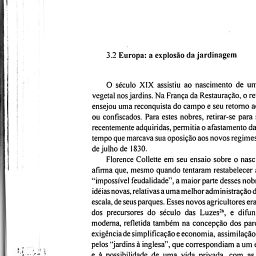 3.2 Europa: a explosão da jardinagem
O século XIX assistiu ao nascimento de um
vegetal nos jardins. Na França da Restauração, o re
ensejou uma reconquista do campo e seu retorno ao
ou confiscados. Para estes nobres, retirar-se para s
recentemente adquiridas, permitia o afastamento da
tempo que marcava sua oposição aos novos regimes
de julho de 1830.
Florence Collette em seu ensaio sobre o nasc
afirma que, mesmo quando tentaram restabelecer a
"impossível feudalidade", a maior parte desses nobr
idéias novas, relativas a uma melhor administração d
escala, de seus parques. Esses novos agricultores era
dos precursores do século das Luzes, e difun
moderna, refletida também na concepção dos parq
exigência de simplificação e economia, assimilação
pelos "jardins à inglesa", que correspondiam a um e
e à possibilidade de uma vida privada, com as